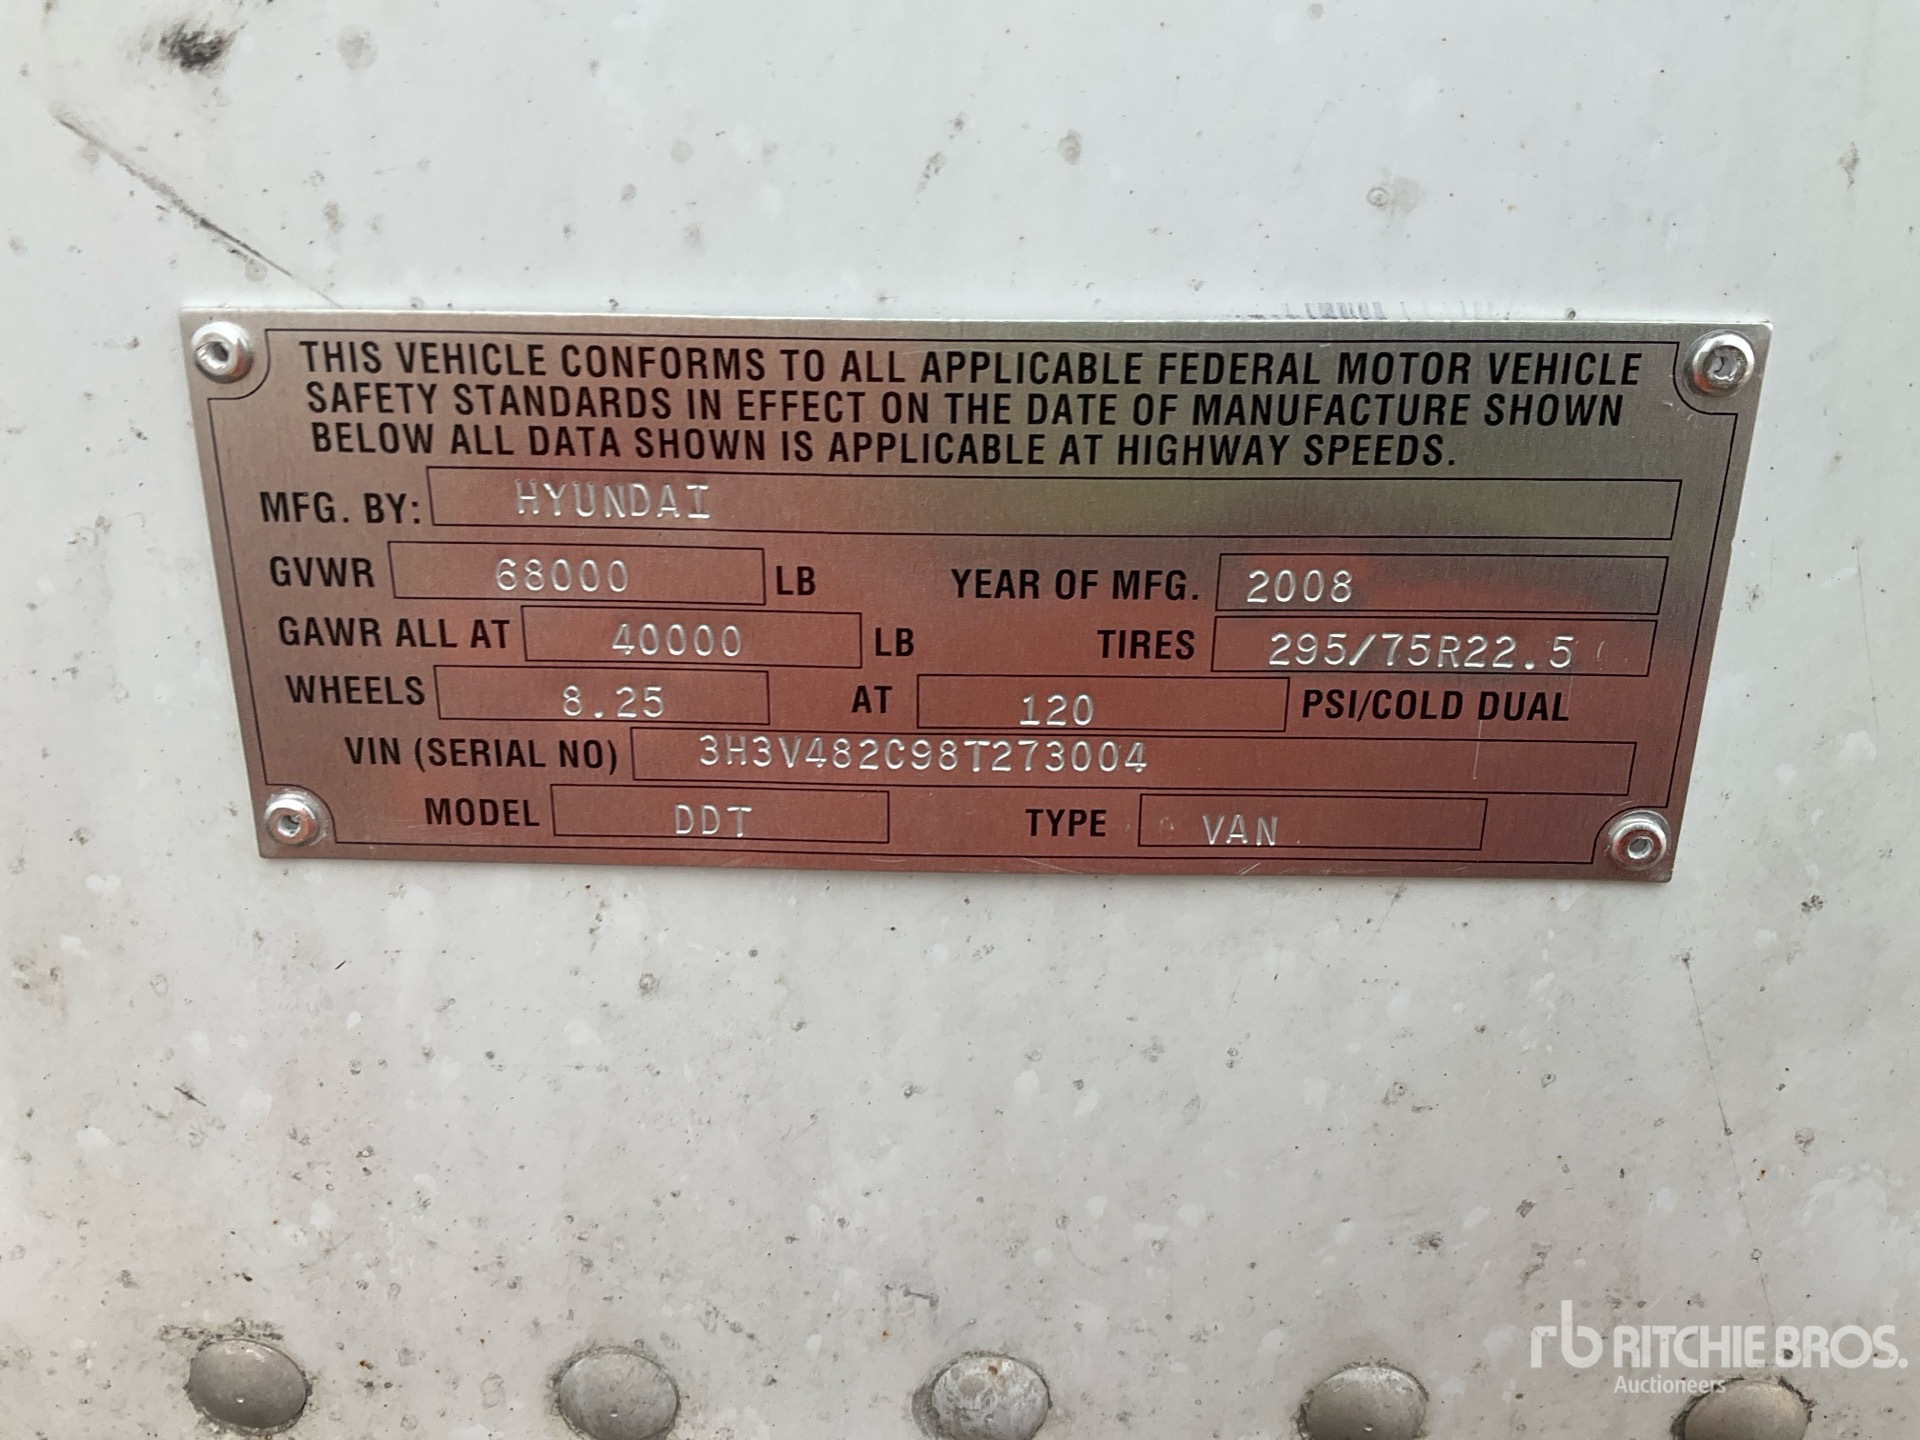 THIS VEHICLE CONFORMS TO ALL APPLICABLE FEDERAL MOTOR VEHICLE
SAFETY STANDARDS IN EFFECT ON THE DATE OF MANUFACTURE SHOWN
BELOW ALL DATA SHOWN IS APPLICABLE AT HIGHWAY SPEEDS.
MFG. BY: HYUNDAI
GVWR 68000 LB YEAR OF MFG. 2008
GAWR ALL AT 40000 LB TIRES 295/75R22.5
WHEELS 8.25 AT 120 PSI/COLD DUAL
VIN (SERIAL NO) 3H3V482C98T273004
MODEL DDT TYPE VAN
rb RITCHIE BROS.
Auctioneers